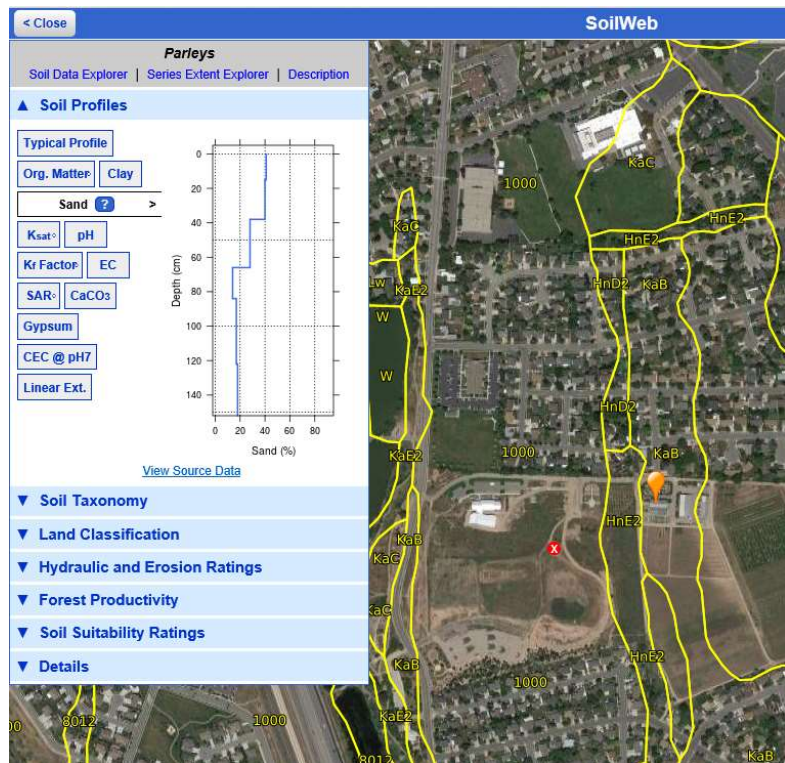 < Close
SoilWeb
Parleys
Soil Data Explorer | Series Extent Explorer | Description
▲ Soil Profiles
Typical Profile
Org. Matter Clay
Sand ? >
Ksat pH
Kf Factor EC
SAR CaCO3
Gypsum
CEC @ pH7
Linear Ext.
0
20
40
60
80
100
120
140
Depth (cm)
0 20 40 60 80
Sand (%)
View Source Data
▼ Soil Taxonomy
▼ Land Classification
▼ Hydraulic and Erosion Ratings
▼ Forest Productivity
▼ Soil Suitability Ratings
▼ Details
KaC
1000
HnE2
KaC
HnE2
Lw
KaE2
HnD2
KaB
W
W
HnD2
1000
KaE2
KaB
HnE2
KaB
X
KaC
KaC
KaB
HnE2
1000
KaE2
00
8012
1000
8012
KaB